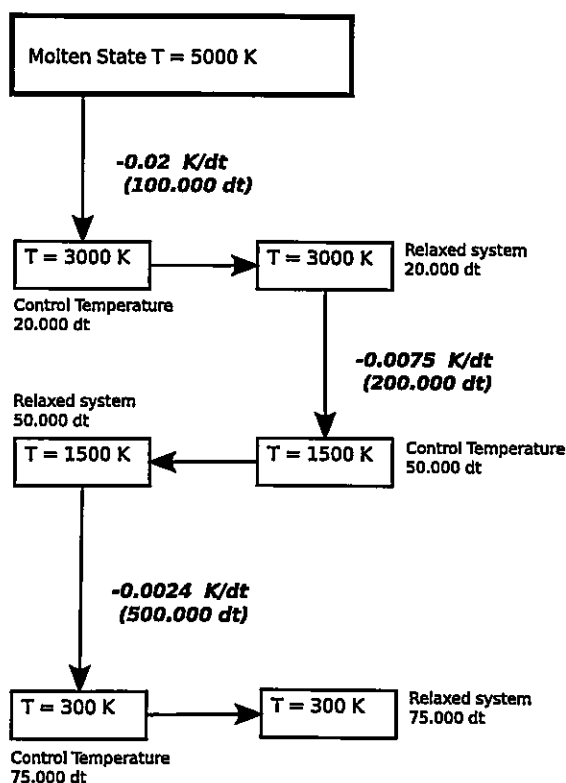 Molten State T = 5000 K
-0.02 K/dt
(100.000 dt)
T = 3000 K
T = 3000 K
Relaxed system
20.000 dt
Control Temperature
20.000 dt
-0.0075 K/dt
(200.000 dt)
Relaxed system
50.000 dt
T = 1500 K
T = 1500 K
Control Temperature
50.000 dt
-0.0024 K/dt
(500.000 dt)
T = 300 K
T = 300 K
Relaxed system
75.000 dt
Control Temperature
75.000 dt